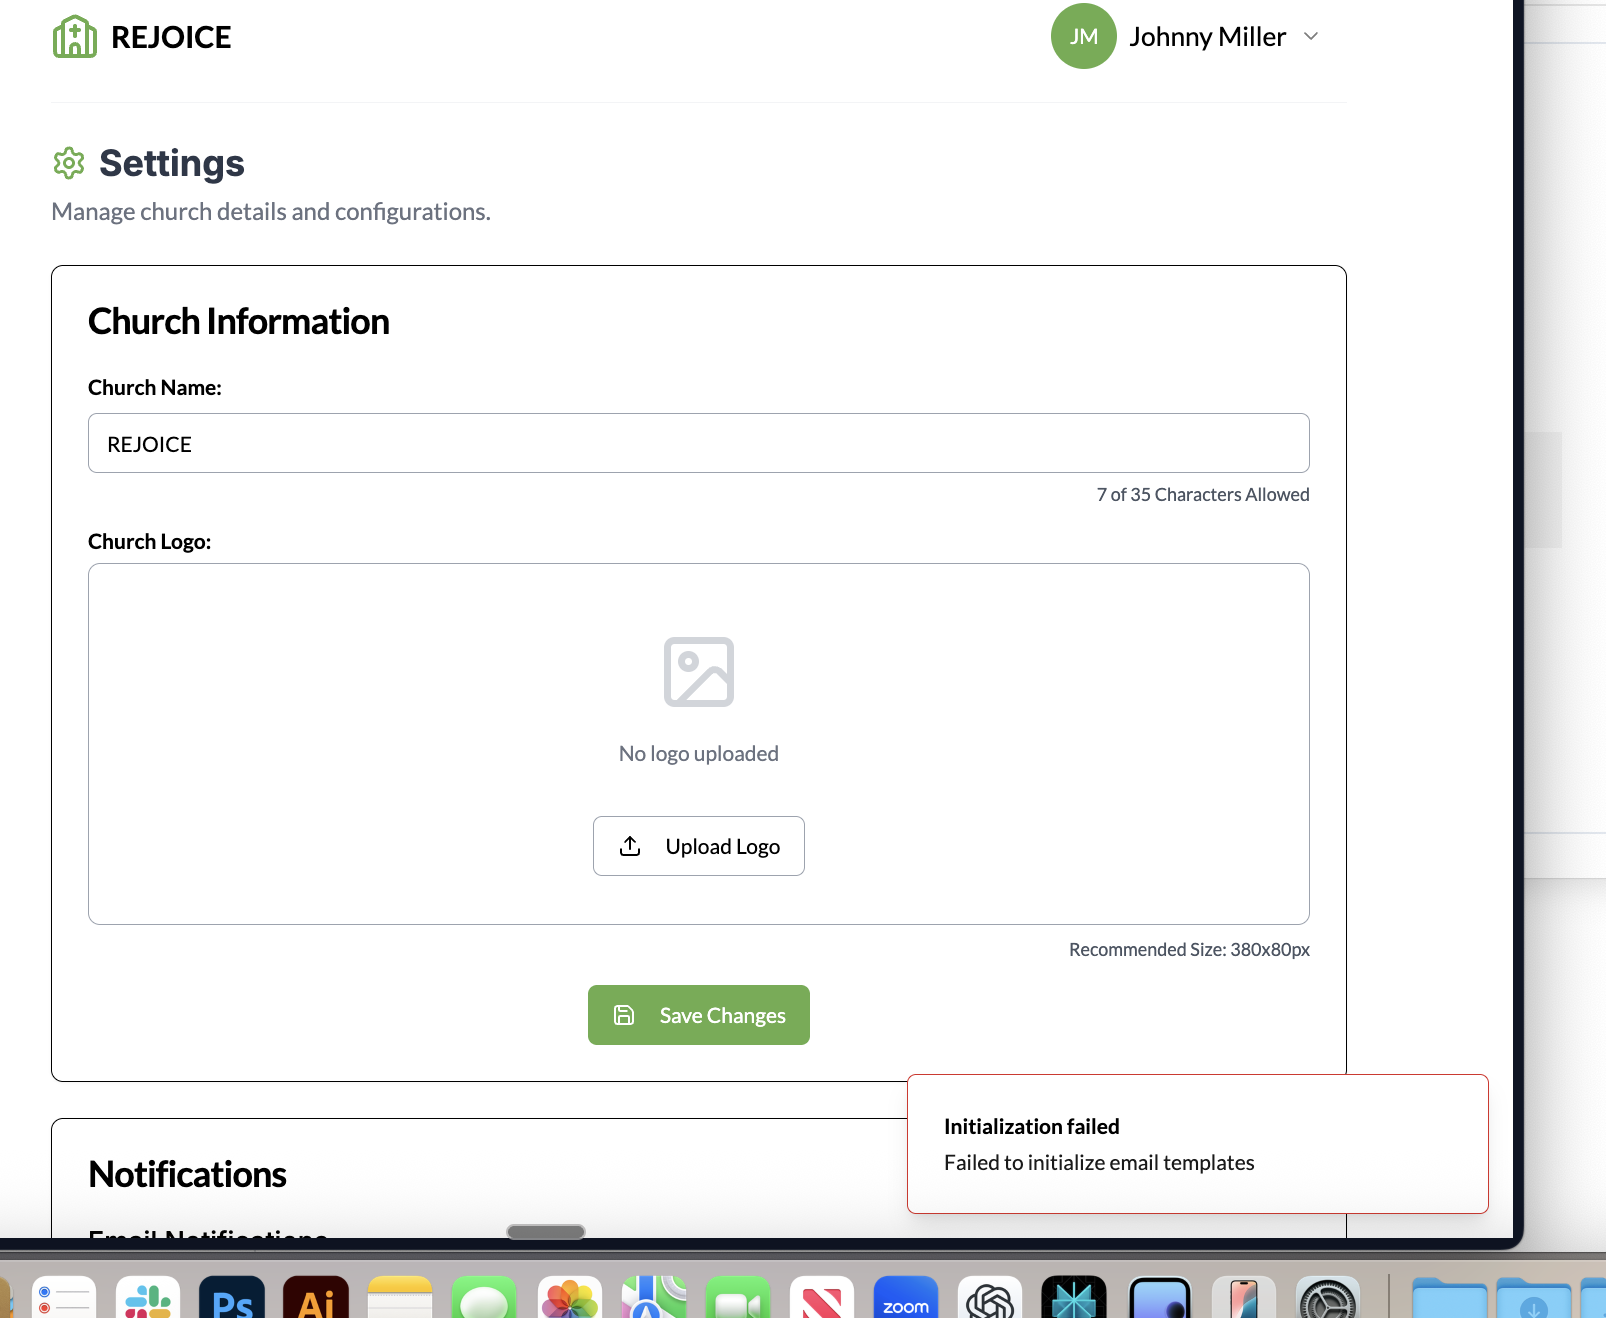 REJOICE
JM
Johnny Miller
Settings
Manage church details and configurations.
Church Information
Church Name:
REJOICE
7 of 35 Characters Allowed
Church Logo:
No logo uploaded
Upload Logo
Recommended Size: 380x80px
Save Changes
Initialization failed
Failed to initialize email templates
Notifications
Email Notifications
Ps
Ai
zoom